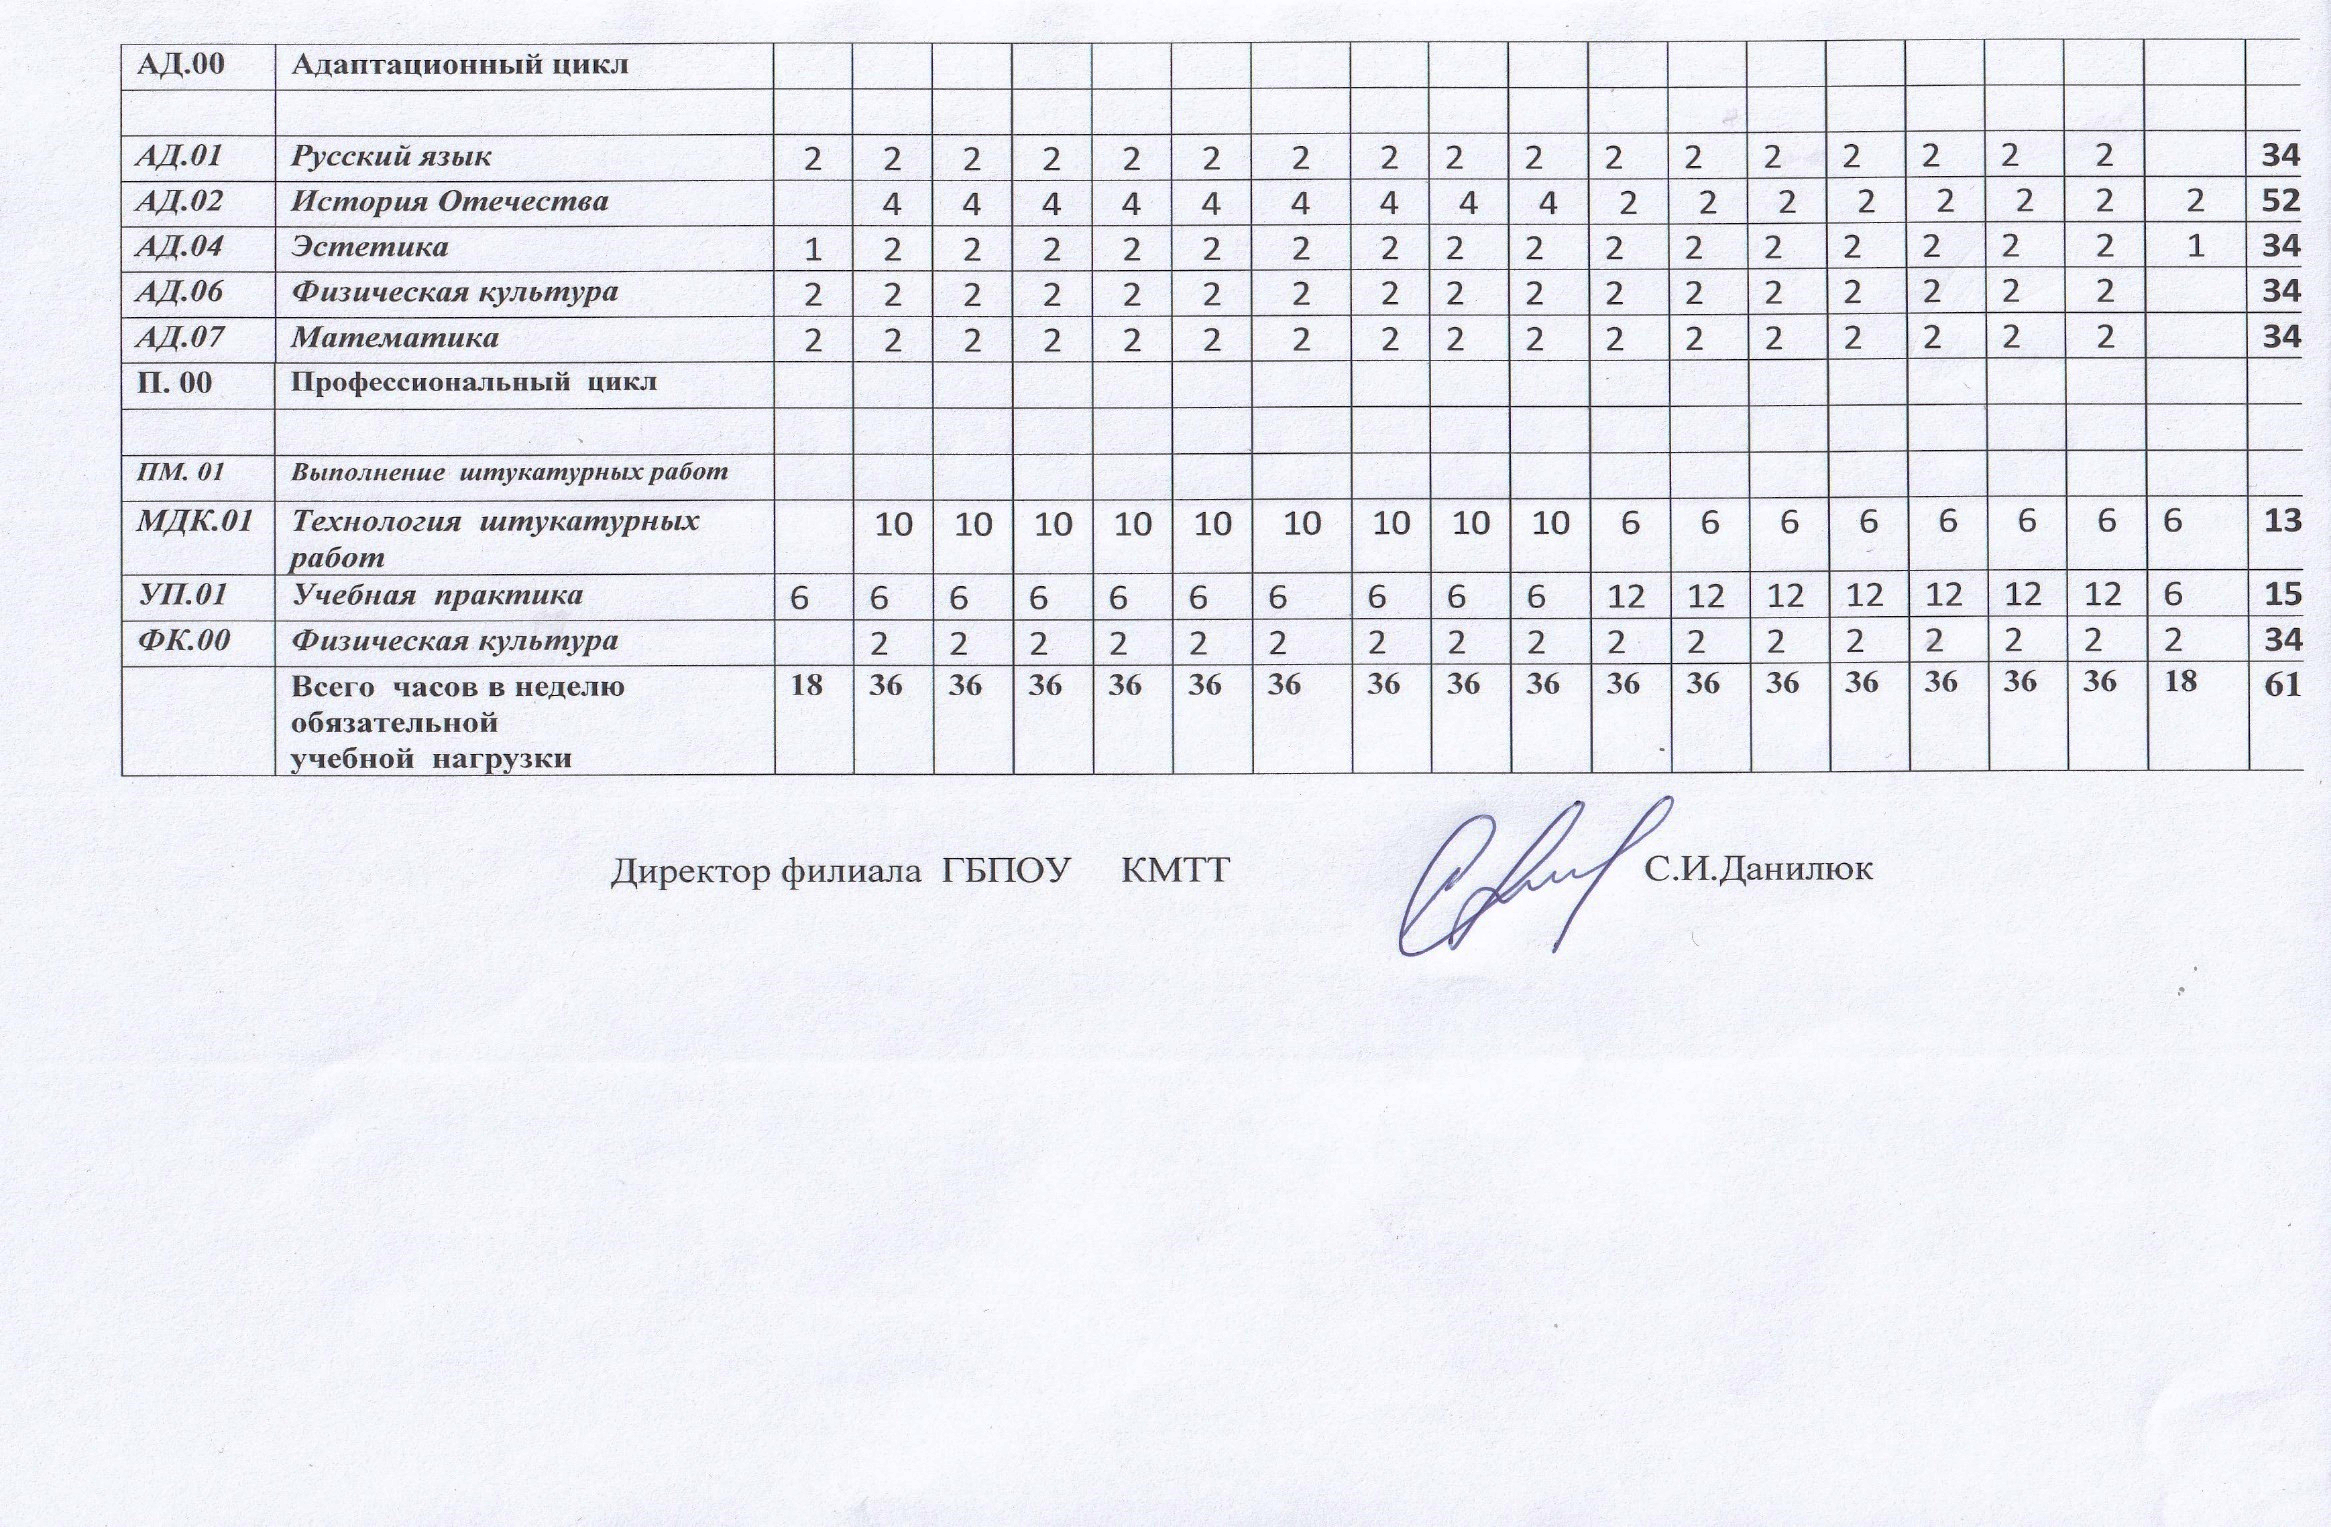 АД.00 Адаптационный цикл
АД.01 Русский язык 2 2 2 2 2 2 2 2 2 2 2 2 2 2 2 2 2 34
АД.02 История Отечества 4 4 4 4 4 4 4 4 4 2 2 2 2 2 2 2 2 52
АД.04 Эстетика 1 2 2 2 2 2 2 2 2 2 2 2 2 2 2 2 2 1 34
АД.06 Физическая культура 2 2 2 2 2 2 2 2 2 2 2 2 2 2 2 2 2 34
АД.07 Математика 2 2 2 2 2 2 2 2 2 2 2 2 2 2 2 2 2 34
П. 00 Профессиональный цикл
ПМ. 01 Выполнение штукатурных работ
МДК.01 Технология штукатурных 10 10 10 10 10 10 10 10 10 6 6 6 6 6 6 6 6 13
работ
УП.01 Учебная практика 6 6 6 6 6 6 6 6 6 6 12 12 12 12 12 12 12 6 15
ФК.00 Физическая культура 2 2 2 2 2 2 2 2 2 2 2 2 2 2 2 2 2 34
Всего часов в неделю 18 36 36 36 36 36 36 36 36 36 36 36 36 36 36 36 36 18 61
обязательной
учебной нагрузки
Директор филиала ГБПОУ КМТТ С.И.Данилюк